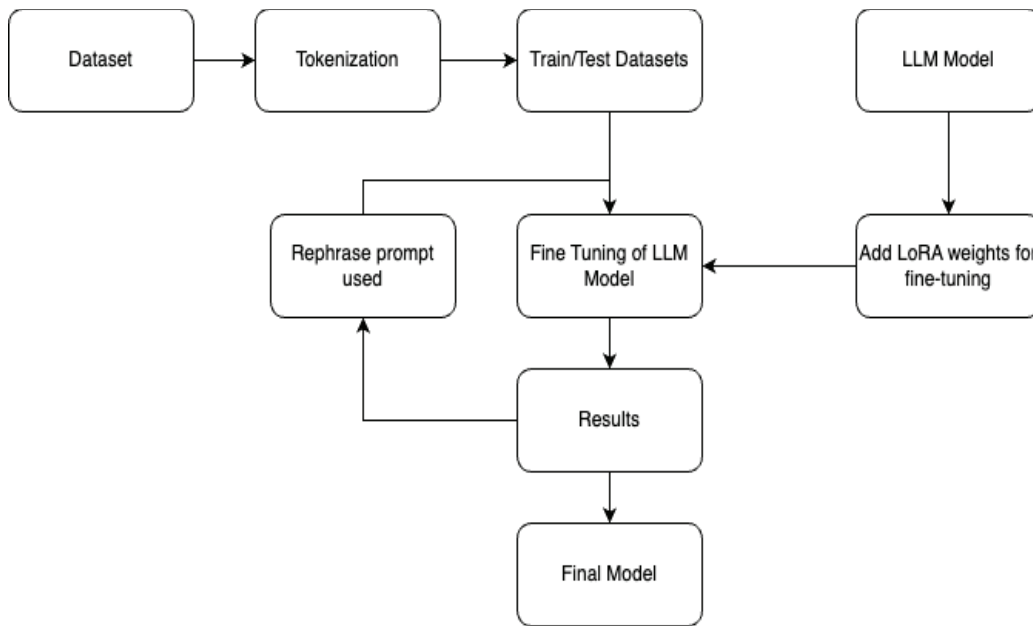 Dataset
Tokenization
Train/Test Datasets
LLM Model
Rephrase prompt
used
Fine Tuning of LLM
Model
Add LoRA weights for
fine-tuning
Results
Final Model